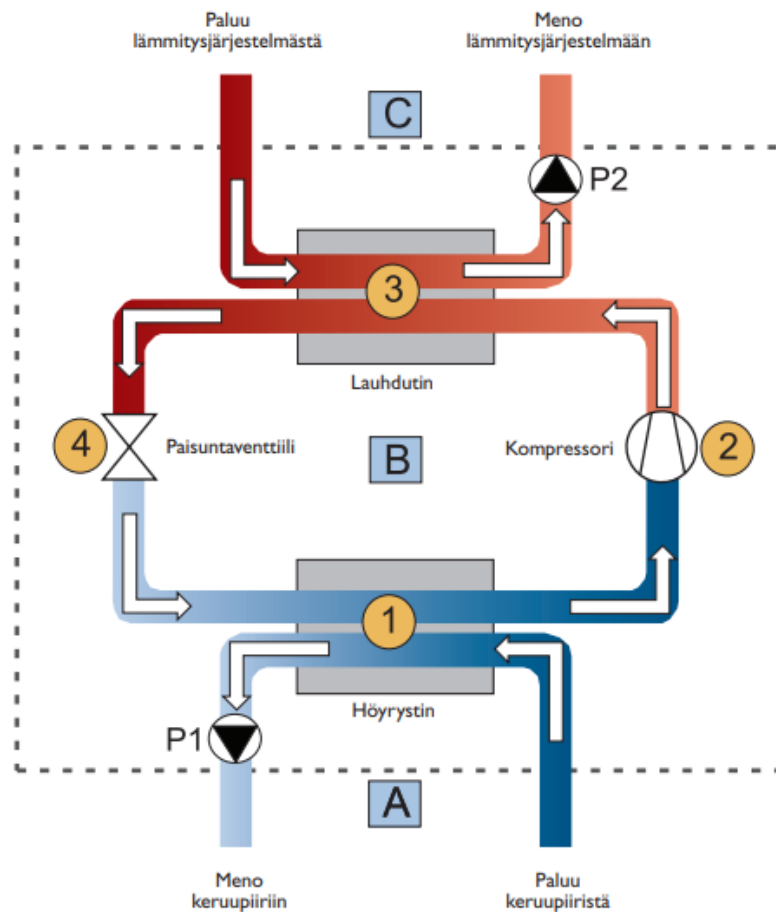 Paluu
lämmitysjärjestelmästä
Meno
lämmitysjärjestelmään
C
P2
3
Lauhdutin
4
Paisuntaventtiili
B
Kompressori
2
1
Höyrystin
P1
A
Meno
keruupiiriin
Paluu
keruupiiristä